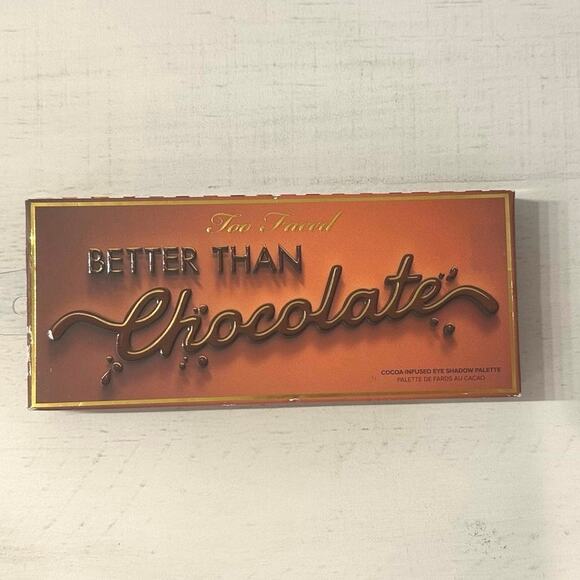 Too Faced
BETTER THAN
Chocolate
COCOA-INFUSED EYE SHADOW PALETTE
PALETTE DE FARDS AU CACAO